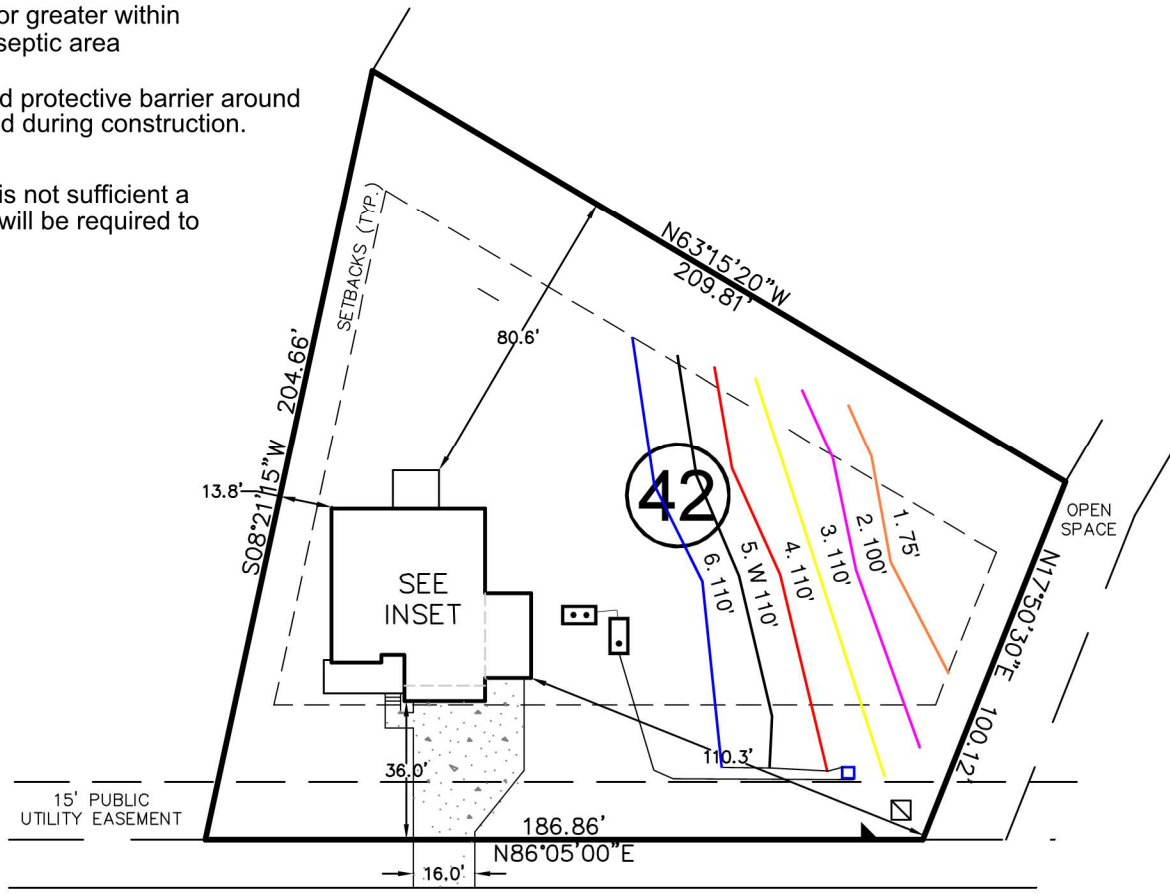 or greater within
septic area
d protective barrier around
d during construction.
is not sufficient a
will be required to
SETBACKS (TYP.)
N63°15'20"W
209.81'
80.6'
S08°21'15"W 204.66'
13.8'
42
SEE
INSET
6. 110'
5. W 110'
4. 110'
3. 110'
2. 100'
1. 75'
OPEN
SPACE
N17°50'30"E 100.12'
110.3'
36.0'
15' PUBLIC
UTILITY EASEMENT
186.86'
N86°05'00"E
16.0'